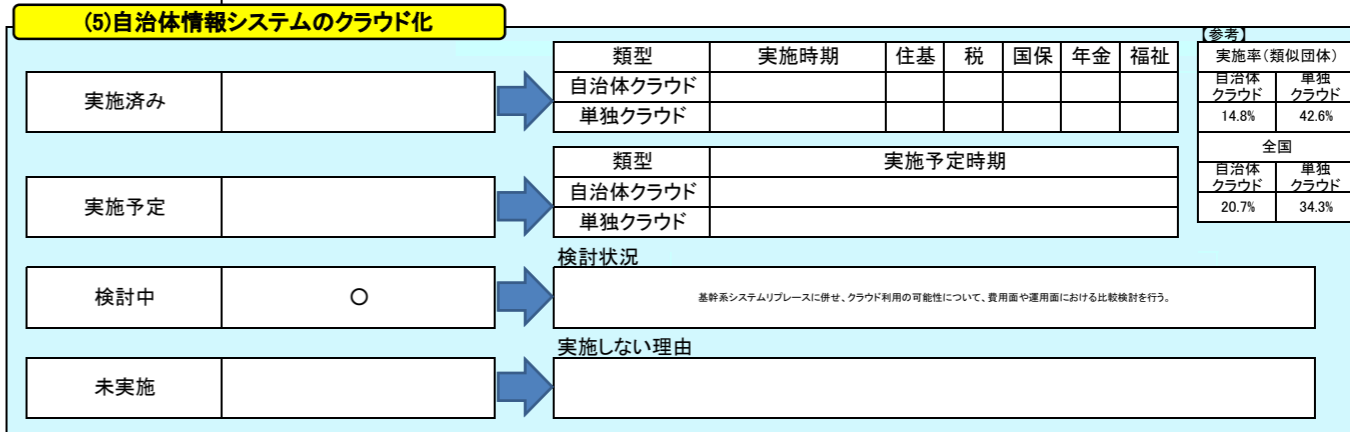 (5)自治体情報システムのクラウド化
実施済み
類型 実施時期 住基 税 国保 年金 福祉
自治体クラウド
単独クラウド
【参考】
実施率(類似団体)
自治体 単独
クラウド クラウド
14.8% 42.6%
全国
自治体 単独
クラウド クラウド
20.7% 34.3%
実施予定
類型 実施予定時期
自治体クラウド
単独クラウド
検討中 〇
検討状況
基幹系システムリプレースに併せ、クラウド利用の可能性について、費用面や運用面における比較検討を行う。
未実施
実施しない理由